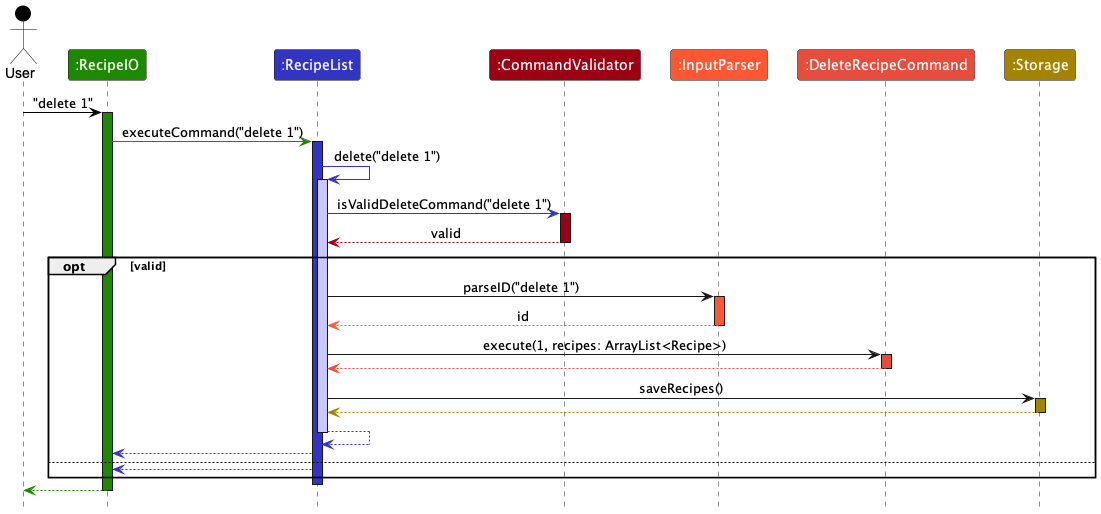 User
:RecipeIO
:RecipeList
:CommandValidator
:InputParser
:DeleteRecipeCommand
:Storage
"delete 1"
executeCommand("delete 1")
delete("delete 1")
isValidDeleteCommand("delete 1")
valid
opt
[valid]
parseID("delete 1")
id
execute(1, recipes: ArrayList<Recipe>)
saveRecipes()